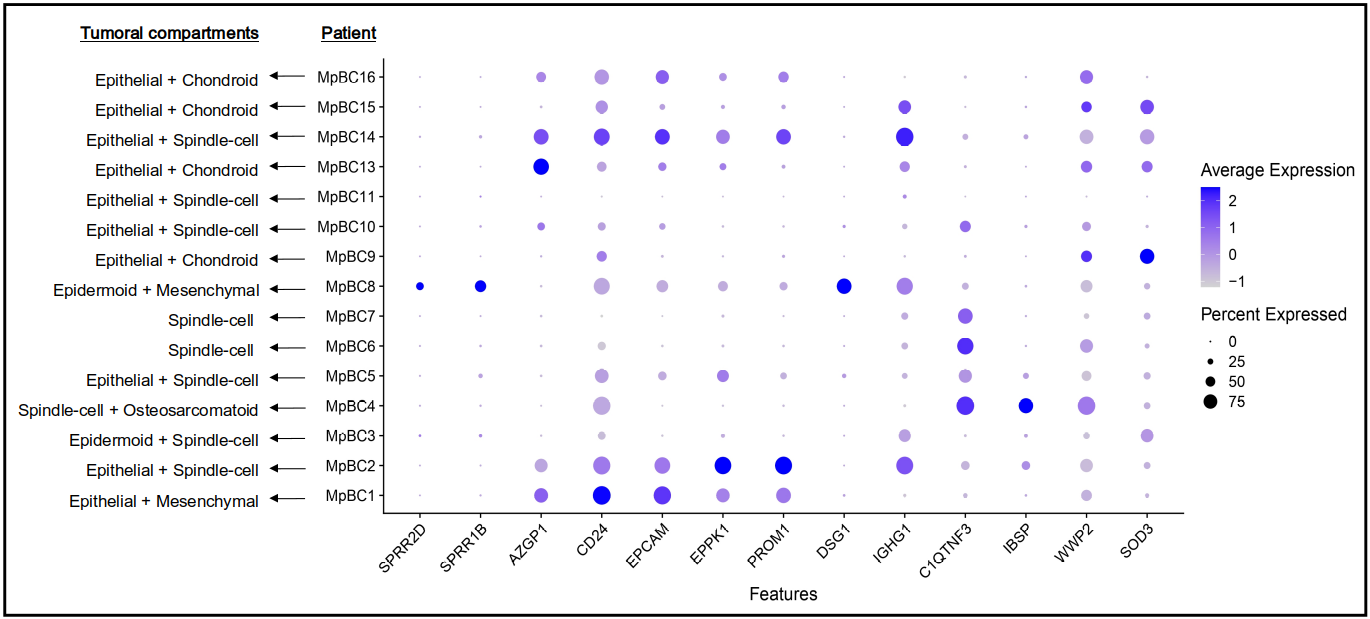 Tumoral compartments Patient
Epithelial + Chondroid MpBC16
Epithelial + Chondroid MpBC15
Epithelial + Spindle-cell MpBC14
Epithelial + Chondroid MpBC13
Epithelial + Spindle-cell MpBC11
Epithelial + Spindle-cell MpBC10
Epithelial + Chondroid MpBC9
Epidermoid + Mesenchymal MpBC8
Spindle-cell MpBC7
Spindle-cell MpBC6
Epithelial + Spindle-cell MpBC5
Spindle-cell + Osteosarcomatoid MpBC4
Epidermoid + Spindle-cell MpBC3
Epithelial + Spindle-cell MpBC2
Epithelial + Mesenchymal MpBC1
SPRR2D SPRR1B AZGP1 CD24 EPCAM EPPK1 PROM1 DSG1 IGHG1 C1QTNF3 IBSP WWP2 SOD3
Features
Average Expression
2
1
0
−1
Percent Expressed
0
25
50
75